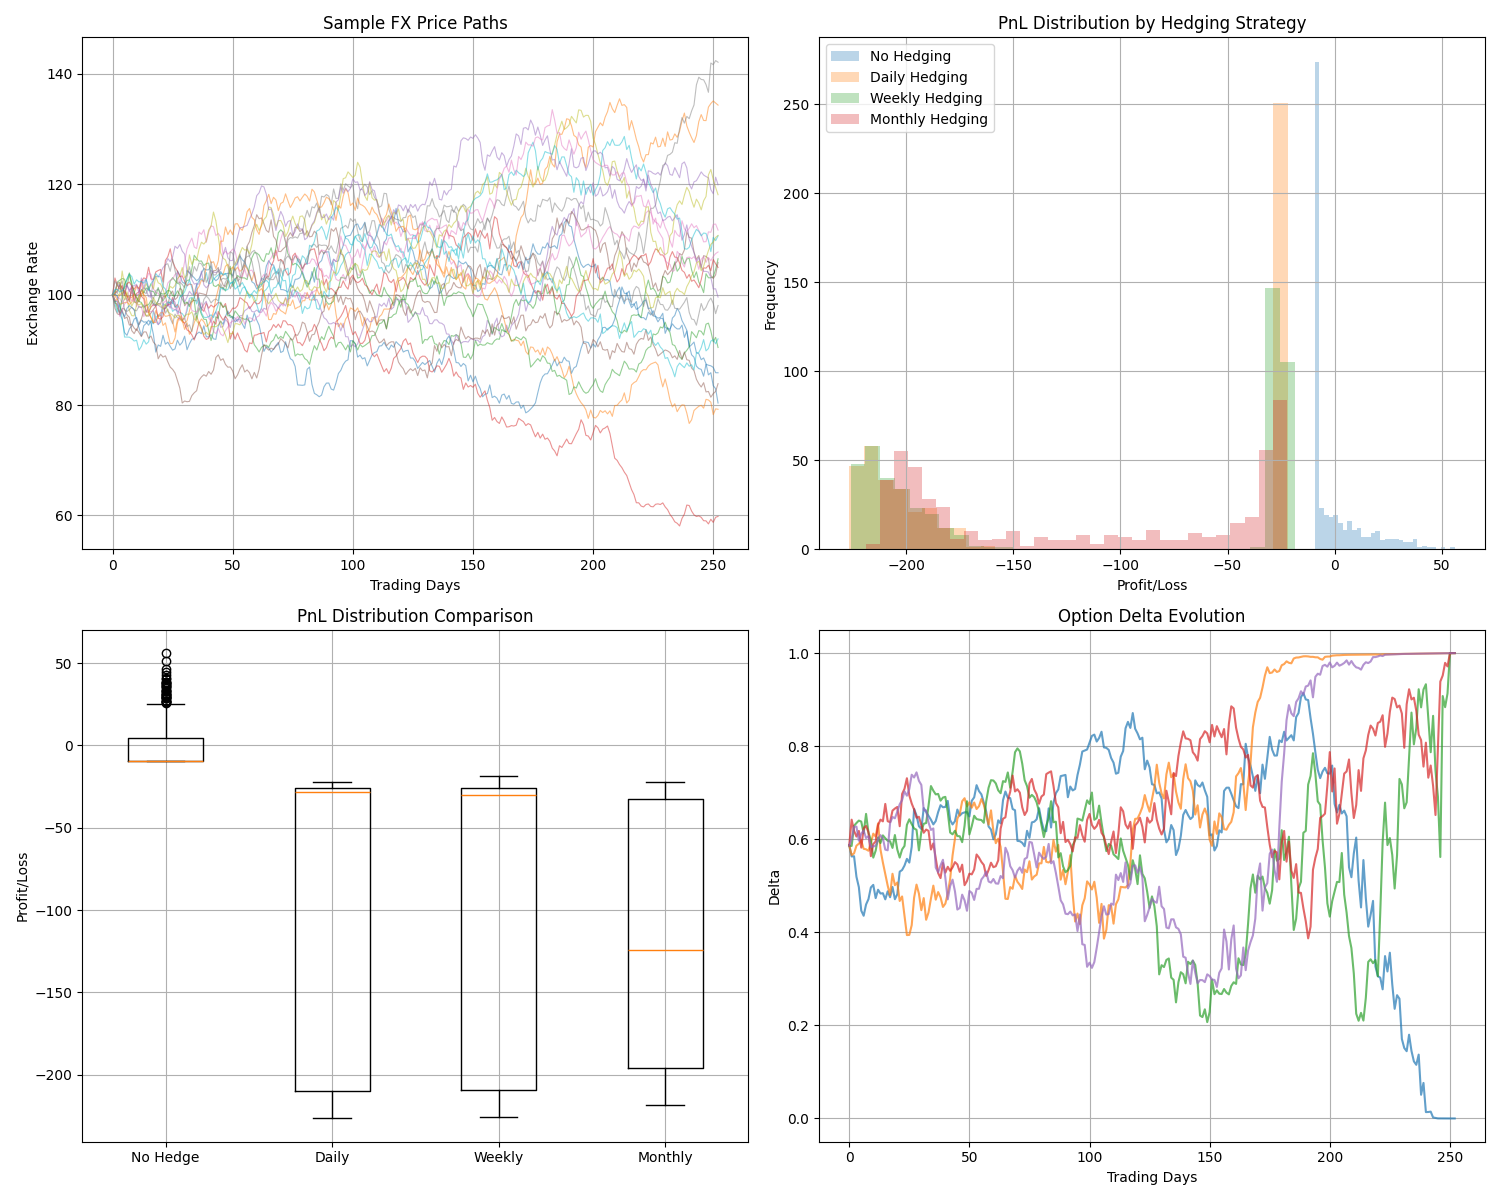 Sample FX Price Paths
Exchange Rate
140
120
100
80
60
0 50 100 150 200 250
Trading Days
PnL Distribution by Hedging Strategy
No Hedging
Daily Hedging
Weekly Hedging
Monthly Hedging
Frequency
250
200
150
100
50
0
−200 −150 −100 −50 0 50
Profit/Loss
PnL Distribution Comparison
Profit/Loss
50
0
−50
−100
−150
−200
No Hedge Daily Weekly Monthly
Option Delta Evolution
Delta
1.0
0.8
0.6
0.4
0.2
0.0
0 50 100 150 200 250
Trading Days